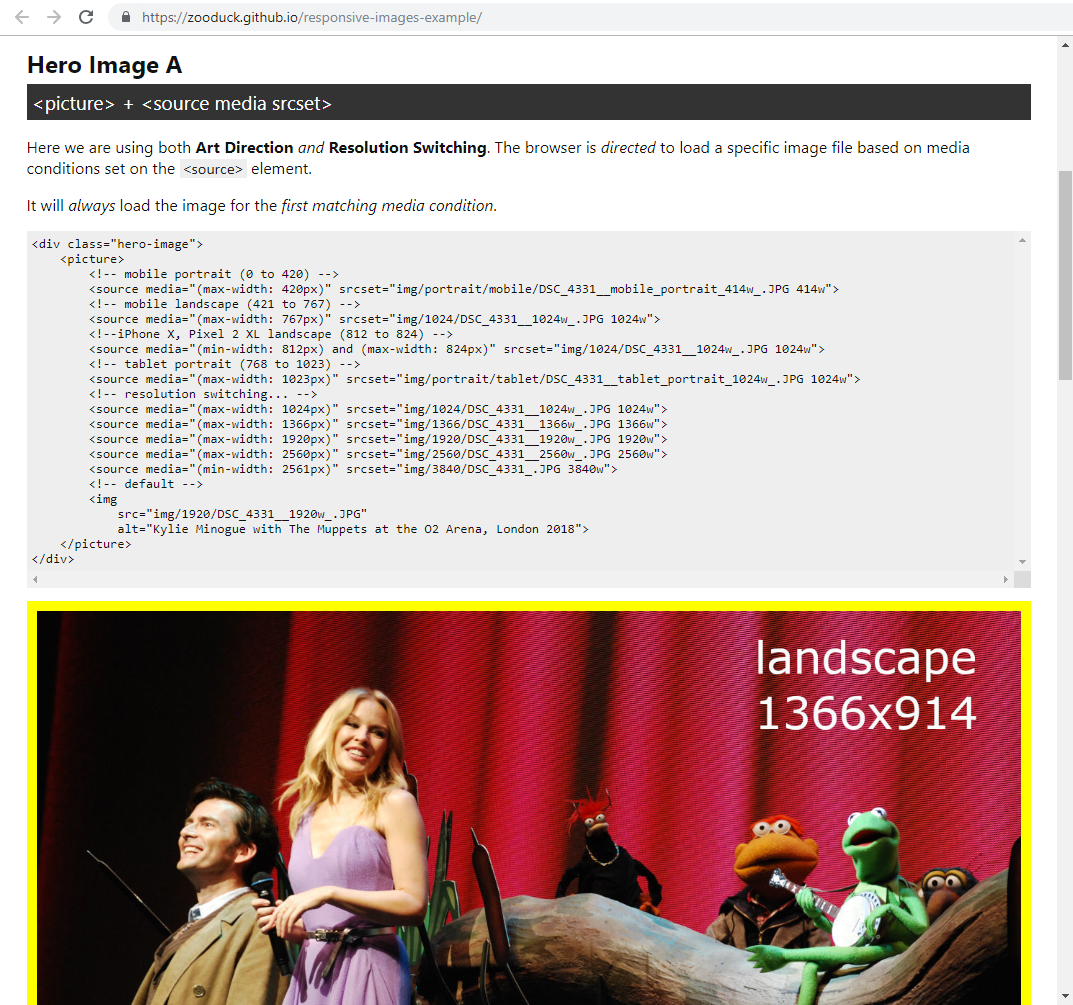 https://zooduck.github.io/responsive-images-example/
Hero Image A
<picture> + <source media srcset>
Here we are using both Art Direction and Resolution Switching. The browser is directed to load a specific image file based on media
conditions set on the <source> element.
It will always load the image for the first matching media condition.
<div class="hero-image">
    <picture>
        <!-- mobile portrait (0 to 420) -->
        <source media="(max-width: 420px)" srcset="img/portrait/mobile/DSC_4331__mobile_portrait_414w_.JPG 414w">
        <!-- mobile landscape (421 to 767) -->
        <source media="(max-width: 767px)" srcset="img/1024/DSC_4331__1024w_.JPG 1024w">
        <!--iPhone X, Pixel 2 XL landscape (812 to 824) -->
        <source media="(min-width: 812px) and (max-width: 824px)" srcset="img/1024/DSC_4331__1024w_.JPG 1024w">
        <!-- tablet portrait (768 to 1023) -->
        <source media="(max-width: 1023px)" srcset="img/portrait/tablet/DSC_4331__tablet_portrait_1024w_.JPG 1024w">
        <!-- resolution switching... -->
        <source media="(max-width: 1024px)" srcset="img/1024/DSC_4331__1024w_.JPG 1024w">
        <source media="(max-width: 1366px)" srcset="img/1366/DSC_4331__1366w_.JPG 1366w">
        <source media="(max-width: 1920px)" srcset="img/1920/DSC_4331__1920w_.JPG 1920w">
        <source media="(max-width: 2560px)" srcset="img/2560/DSC_4331__2560w_.JPG 2560w">
        <source media="(min-width: 2561px)" srcset="img/3840/DSC_4331_.JPG 3840w">
        <!-- default -->
        <img
            src="img/1920/DSC_4331__1920w_.JPG"
            alt="Kylie Minogue with The Muppets at the O2 Arena, London 2018">
    </picture>
</div>
landscape
1366x914